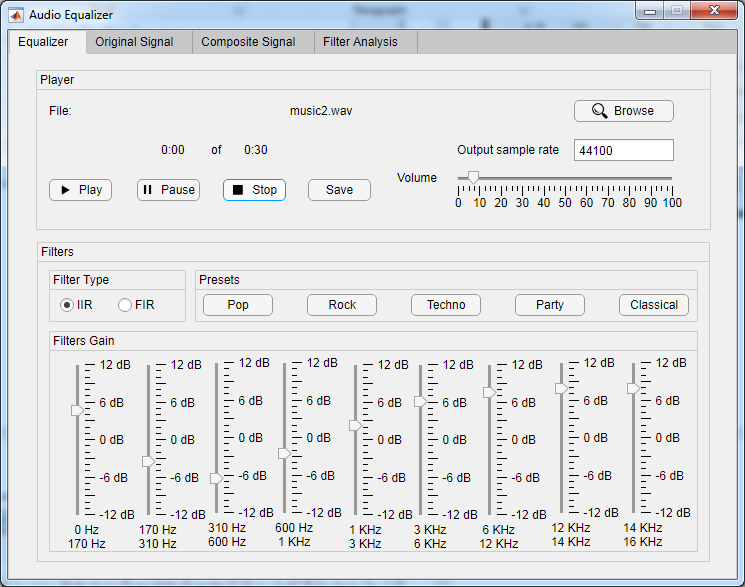 Audio Equalizer
Equalizer Original Signal Composite Signal Filter Analysis
Player
File: music2.wav Browse
0:00 of 0:30 Output sample rate 44100
Play Pause Stop Save Volume
0 10 20 30 40 50 60 70 80 90 100
Filters
Filter Type Presets
IIR FIR Pop Rock Techno Party Classical
Filters Gain
12 dB 12 dB 12 dB 12 dB 12 dB 12 dB 12 dB 12 dB 12 dB
6 dB 6 dB 6 dB 6 dB 6 dB 6 dB 6 dB 6 dB 6 dB
0 dB 0 dB 0 dB 0 dB 0 dB 0 dB 0 dB 0 dB 0 dB
-6 dB -6 dB -6 dB -6 dB -6 dB -6 dB -6 dB -6 dB -6 dB
-12 dB -12 dB -12 dB -12 dB -12 dB -12 dB -12 dB -12 dB -12 dB
0 Hz 170 Hz 310 Hz 600 Hz 1 KHz 3 KHz 6 KHz 12 KHz 14 KHz
170 Hz 310 Hz 600 Hz 1 KHz 3 KHz 6 KHz 12 KHz 14 KHz 16 KHz